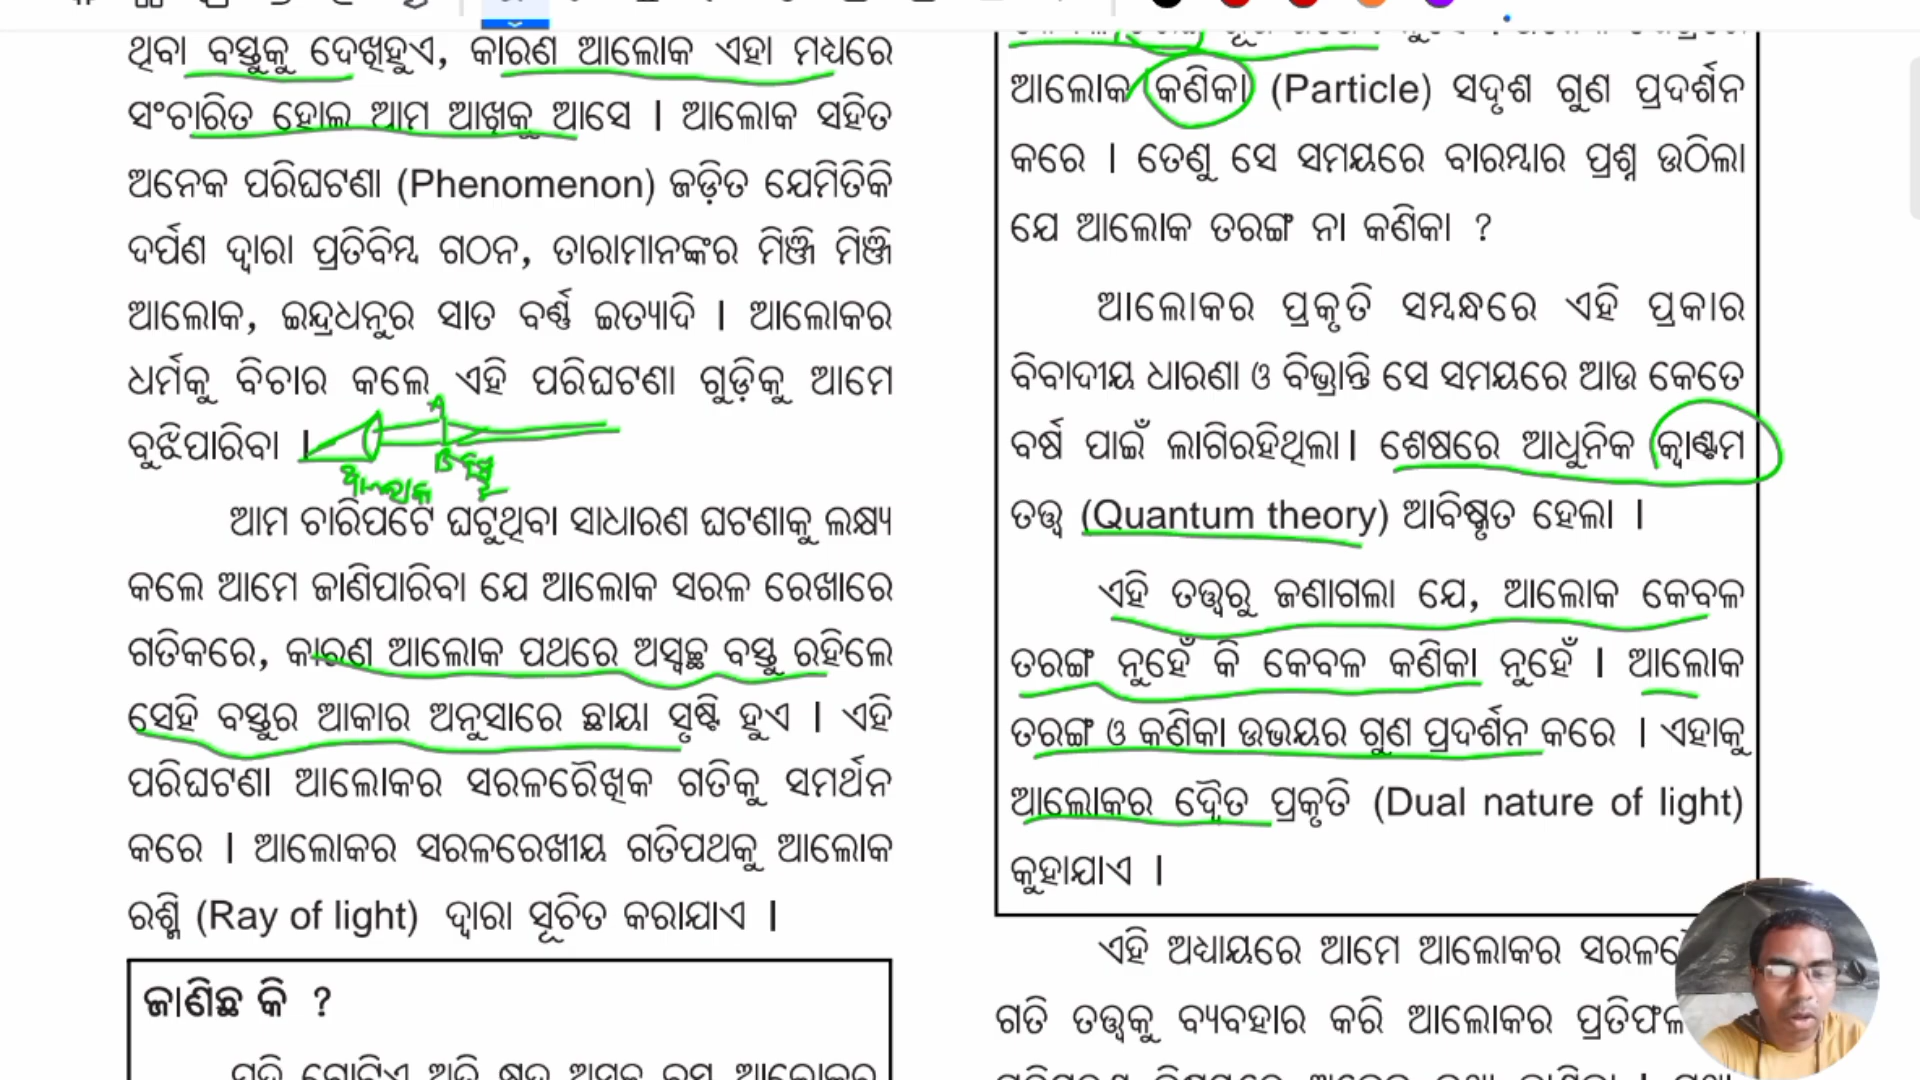 ଥିବା ବସ୍ତୁକୁ ଦେଖିହୁଏ, କାରଣ ଆଲୋକ ଏହା ମଧ୍ୟରେ
ସଂଚାରିତ ହୋଇ ଆମ ଆଖିକୁ ଆସେ । ଆଲୋକ ସହିତ
ଅନେକ ପରିଘଟଣା (Phenomenon) ଜଡ଼ିତ ଯେମିତିକି
ଦର୍ପଣ ଦ୍ୱାରା ପ୍ରତିବିମ୍ବ ଗଠନ, ତାରାମାନଙ୍କର ମିଞ୍ଜି ମିଞ୍ଜି
ଆଲୋକ, ଇନ୍ଦ୍ରଧନୁର ସାତ ବର୍ଣ୍ଣ ଇତ୍ୟାଦି । ଆଲୋକର
ଧର୍ମକୁ ବିଚାର କଲେ ଏହି ପରିଘଟଣା ଗୁଡ଼ିକୁ ଆମେ
ବୁଝିପାରିବା ।
A
ଆଲୋକ
B ବସ୍ତୁ
ଆମ ଚାରିପଟେ ଘଟୁଥିବା ସାଧାରଣ ଘଟଣାକୁ ଲକ୍ଷ୍ୟ
କଲେ ଆମେ ଜାଣିପାରିବା ଯେ ଆଲୋକ ସରଳ ରେଖାରେ
ଗତିକରେ, କାରଣ ଆଲୋକ ପଥରେ ଅସ୍ୱଚ୍ଛ ବସ୍ତୁ ରହିଲେ
ସେହି ବସ୍ତୁର ଆକାର ଅନୁସାରେ ଛାୟା ସୃଷ୍ଟି ହୁଏ । ଏହି
ପରିଘଟଣା ଆଲୋକର ସରଳରୈଖିକ ଗତିକୁ ସମର୍ଥନ
କରେ । ଆଲୋକର ସରଳରେଖୀୟ ଗତିପଥକୁ ଆଲୋକ
ରଶ୍ମି (Ray of light) ଦ୍ୱାରା ସୂଚିତ କରାଯାଏ ।
ଜାଣିଛ କି ?
ଆଲୋକ କଣିକା (Particle) ସଦୃଶ ଗୁଣ ପ୍ରଦର୍ଶନ
କରେ । ତେଣୁ ସେ ସମୟରେ ବାରମ୍ବାର ପ୍ରଶ୍ନ ଉଠିଲା
ଯେ ଆଲୋକ ତରଙ୍ଗ ନା କଣିକା ?
ଆଲୋକର ପ୍ରକୃତି ସମ୍ବନ୍ଧରେ ଏହି ପ୍ରକାର
ବିବାଦୀୟ ଧାରଣା ଓ ବିଭ୍ରାନ୍ତି ସେ ସମୟରେ ଆଉ କେତେ
ବର୍ଷ ପାଇଁ ଲାଗିରହିଥିଲା। ଶେଷରେ ଆଧୁନିକ କ୍ୱାଣ୍ଟମ
ତତ୍ତ୍ୱ (Quantum theory) ଆବିଷ୍କୃତ ହେଲା ।
ଏହି ତତ୍ତ୍ୱରୁ ଜଣାଗଲା ଯେ, ଆଲୋକ କେବଳ
ତରଙ୍ଗ ନୁହେଁ କି କେବଳ କଣିକା ନୁହେଁ । ଆଲୋକ
ତରଙ୍ଗ ଓ କଣିକା ଉଭୟର ଗୁଣ ପ୍ରଦର୍ଶନ କରେ । ଏହାକୁ
ଆଲୋକର ଦ୍ୱୈତ ପ୍ରକୃତି (Dual nature of light)
କୁହାଯାଏ ।
ଏହି ଅଧ୍ୟାୟରେ ଆମେ ଆଲୋକର
ଗତି ତତ୍ତ୍ୱକୁ ବ୍ୟବହାର କରି ଆଲୋକର